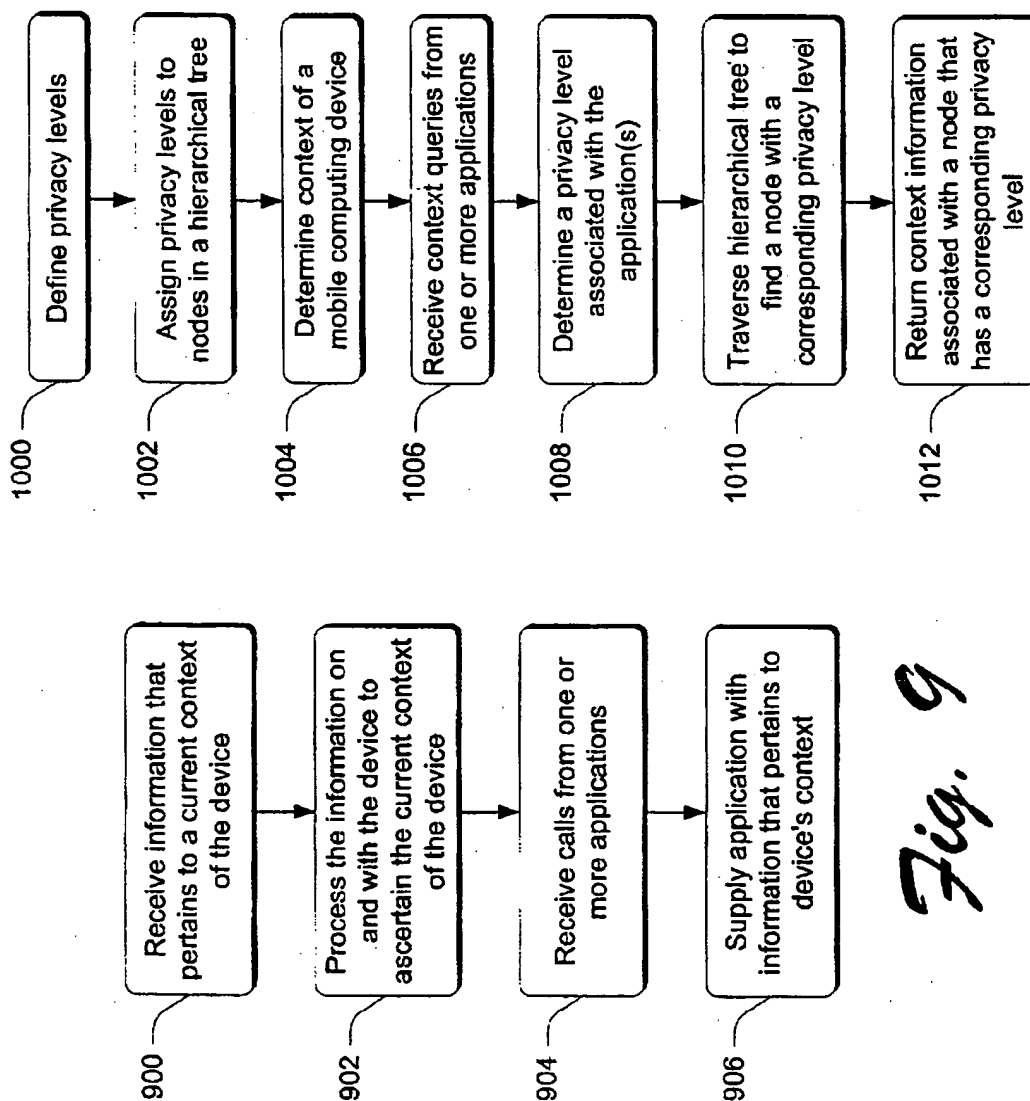 900
Receive information that
pertains to a current context
of the device
902
Process the information on
and with the device to
ascertain the current context
of the device
904
Receive calls from one or
more applications
906
Supply application with
information that pertains to
device's context
Fig. 9
1000
Define privacy levels
1002
Assign privacy levels to
nodes in a hierarchical tree
1004
Determine context of a
mobile computing device
1006
Receive context queries from
one or more applications
1008
Determine a privacy level
associated with the
application(s)
1010
Traverse hierarchical tree to
find a node with a
corresponding privacy level
1012
Return context information
associated with a node that
has a corresponding privacy
level